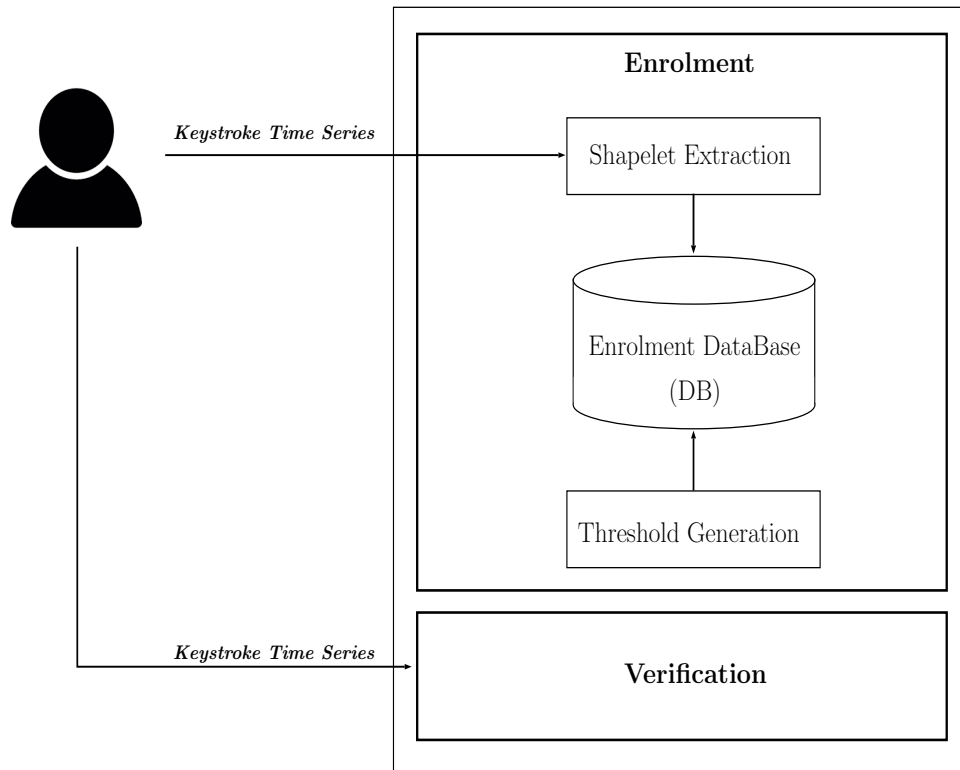 Enrolment
Keystroke Time Series
Shapelet Extraction
Enrolment DataBase
(DB)
Threshold Generation
Keystroke Time Series
Verification